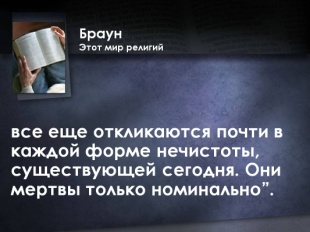 Браун
Этот мир религий
все еще откликаются почти в
каждой форме нечистоты,
существующей сегодня. Они
мертвы только номинально”.